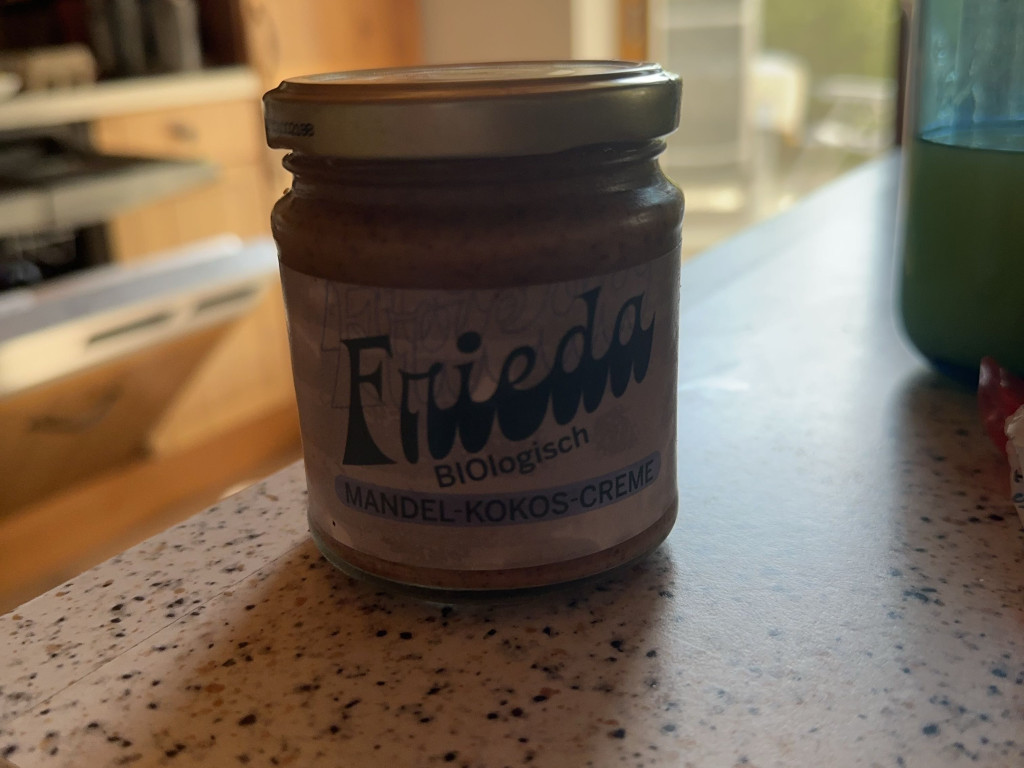 Frieda
BIOlogisch
MANDEL-KOKOS-CREME